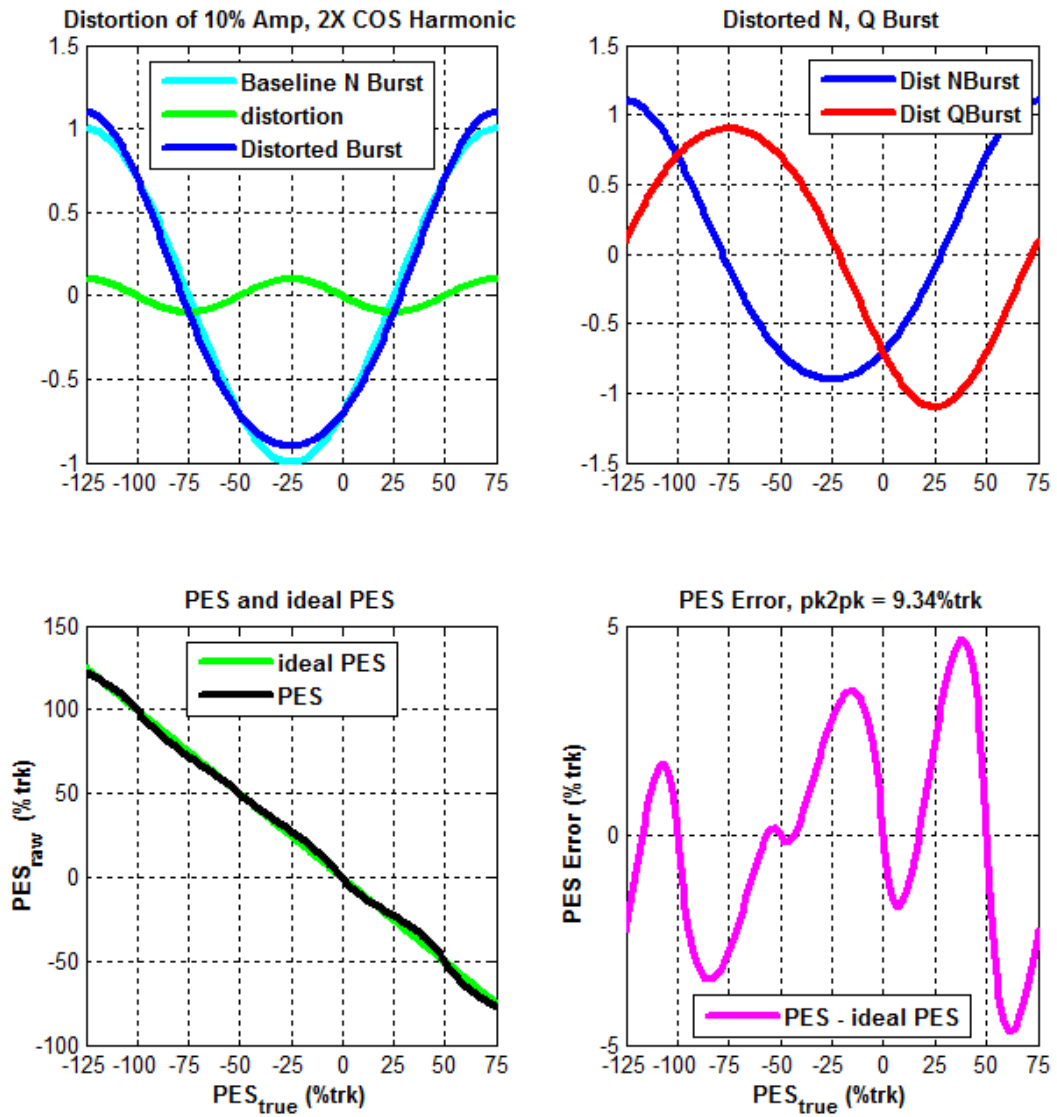 Distortion of 10% Amp, 2X COS Harmonic
1.5
1
0.5
0
-0.5
-1
-125 -100 -75 -50 -25 0 25 50 75
Baseline N Burst
distortion
Distorted Burst
Distorted N, Q Burst
1.5
1
0.5
0
-0.5
-1
-1.5
-125 -100 -75 -50 -25 0 25 50 75
Dist NBurst
Dist QBurst
PES and ideal PES
150
100
50
0
-50
-100
PESraw (% trk)
-125 -100 -75 -50 -25 0 25 50 75
PEStrue (%trk)
ideal PES
PES
PES Error, pk2pk = 9.34%trk
5
0
-5
PES Error (% trk)
-125 -100 -75 -50 -25 0 25 50 75
PEStrue (%trk)
PES - ideal PES